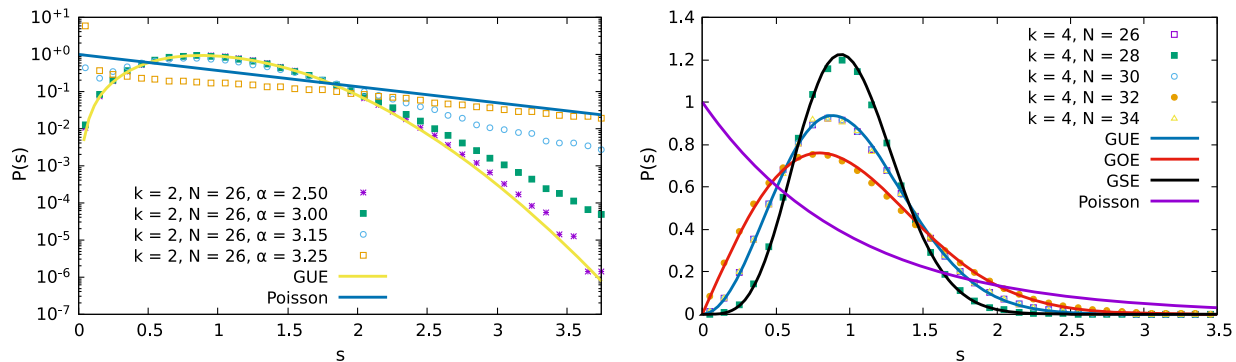 10+1
10+0
10-1
10-2
10-3
10-4
10-5
10-6
10-7
P(s)
k = 2, N = 26, α = 2.50
k = 2, N = 26, α = 3.00
k = 2, N = 26, α = 3.15
k = 2, N = 26, α = 3.25
GUE
Poisson
0 0.5 1 1.5 2 2.5 3 3.5
s
1.4
1.2
1
0.8
0.6
0.4
0.2
0
P(s)
k = 4, N = 26
k = 4, N = 28
k = 4, N = 30
k = 4, N = 32
k = 4, N = 34
GUE
GOE
GSE
Poisson
0 0.5 1 1.5 2 2.5 3 3.5
s